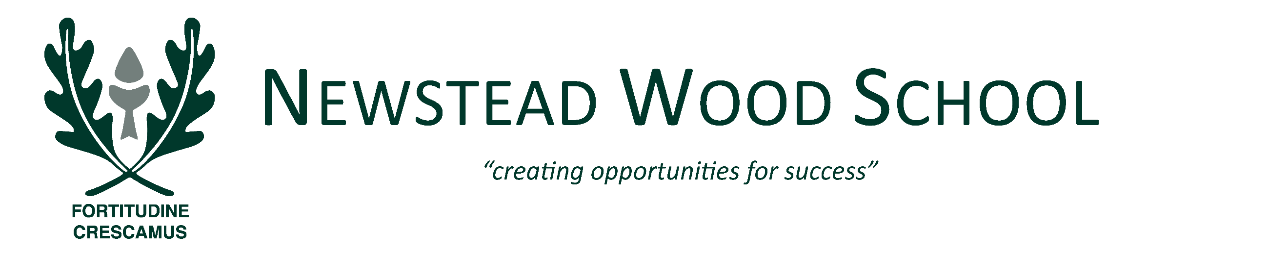 NEWSTEAD WOOD SCHOOL
“creating opportunities for success”
FORTITUDINE
CRESCAMUS